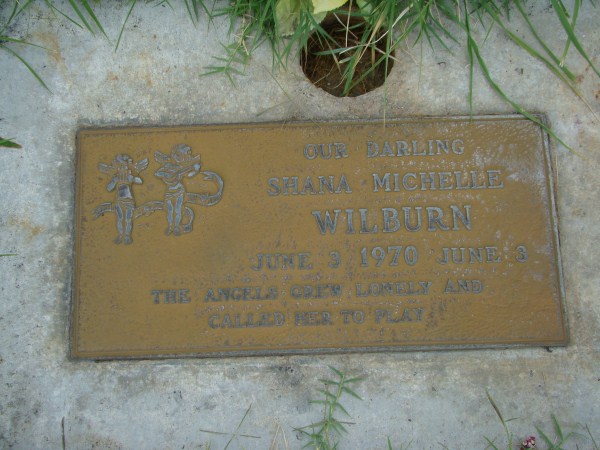 OUR DARLING
SHANA MICHELLE
WILBURN
JUNE 3 1970 JUNE 3
THE ANGELS GREW LONELY AND
CALLED HER TO PLAY